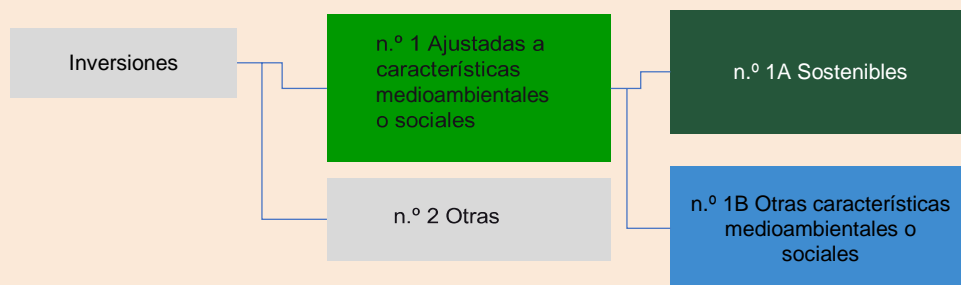 Inversiones
n.º 1 Ajustadas a
características
medioambientales
o sociales
n.º 2 Otras
n.º 1A Sostenibles
n.º 1B Otras características
medioambientales o
sociales